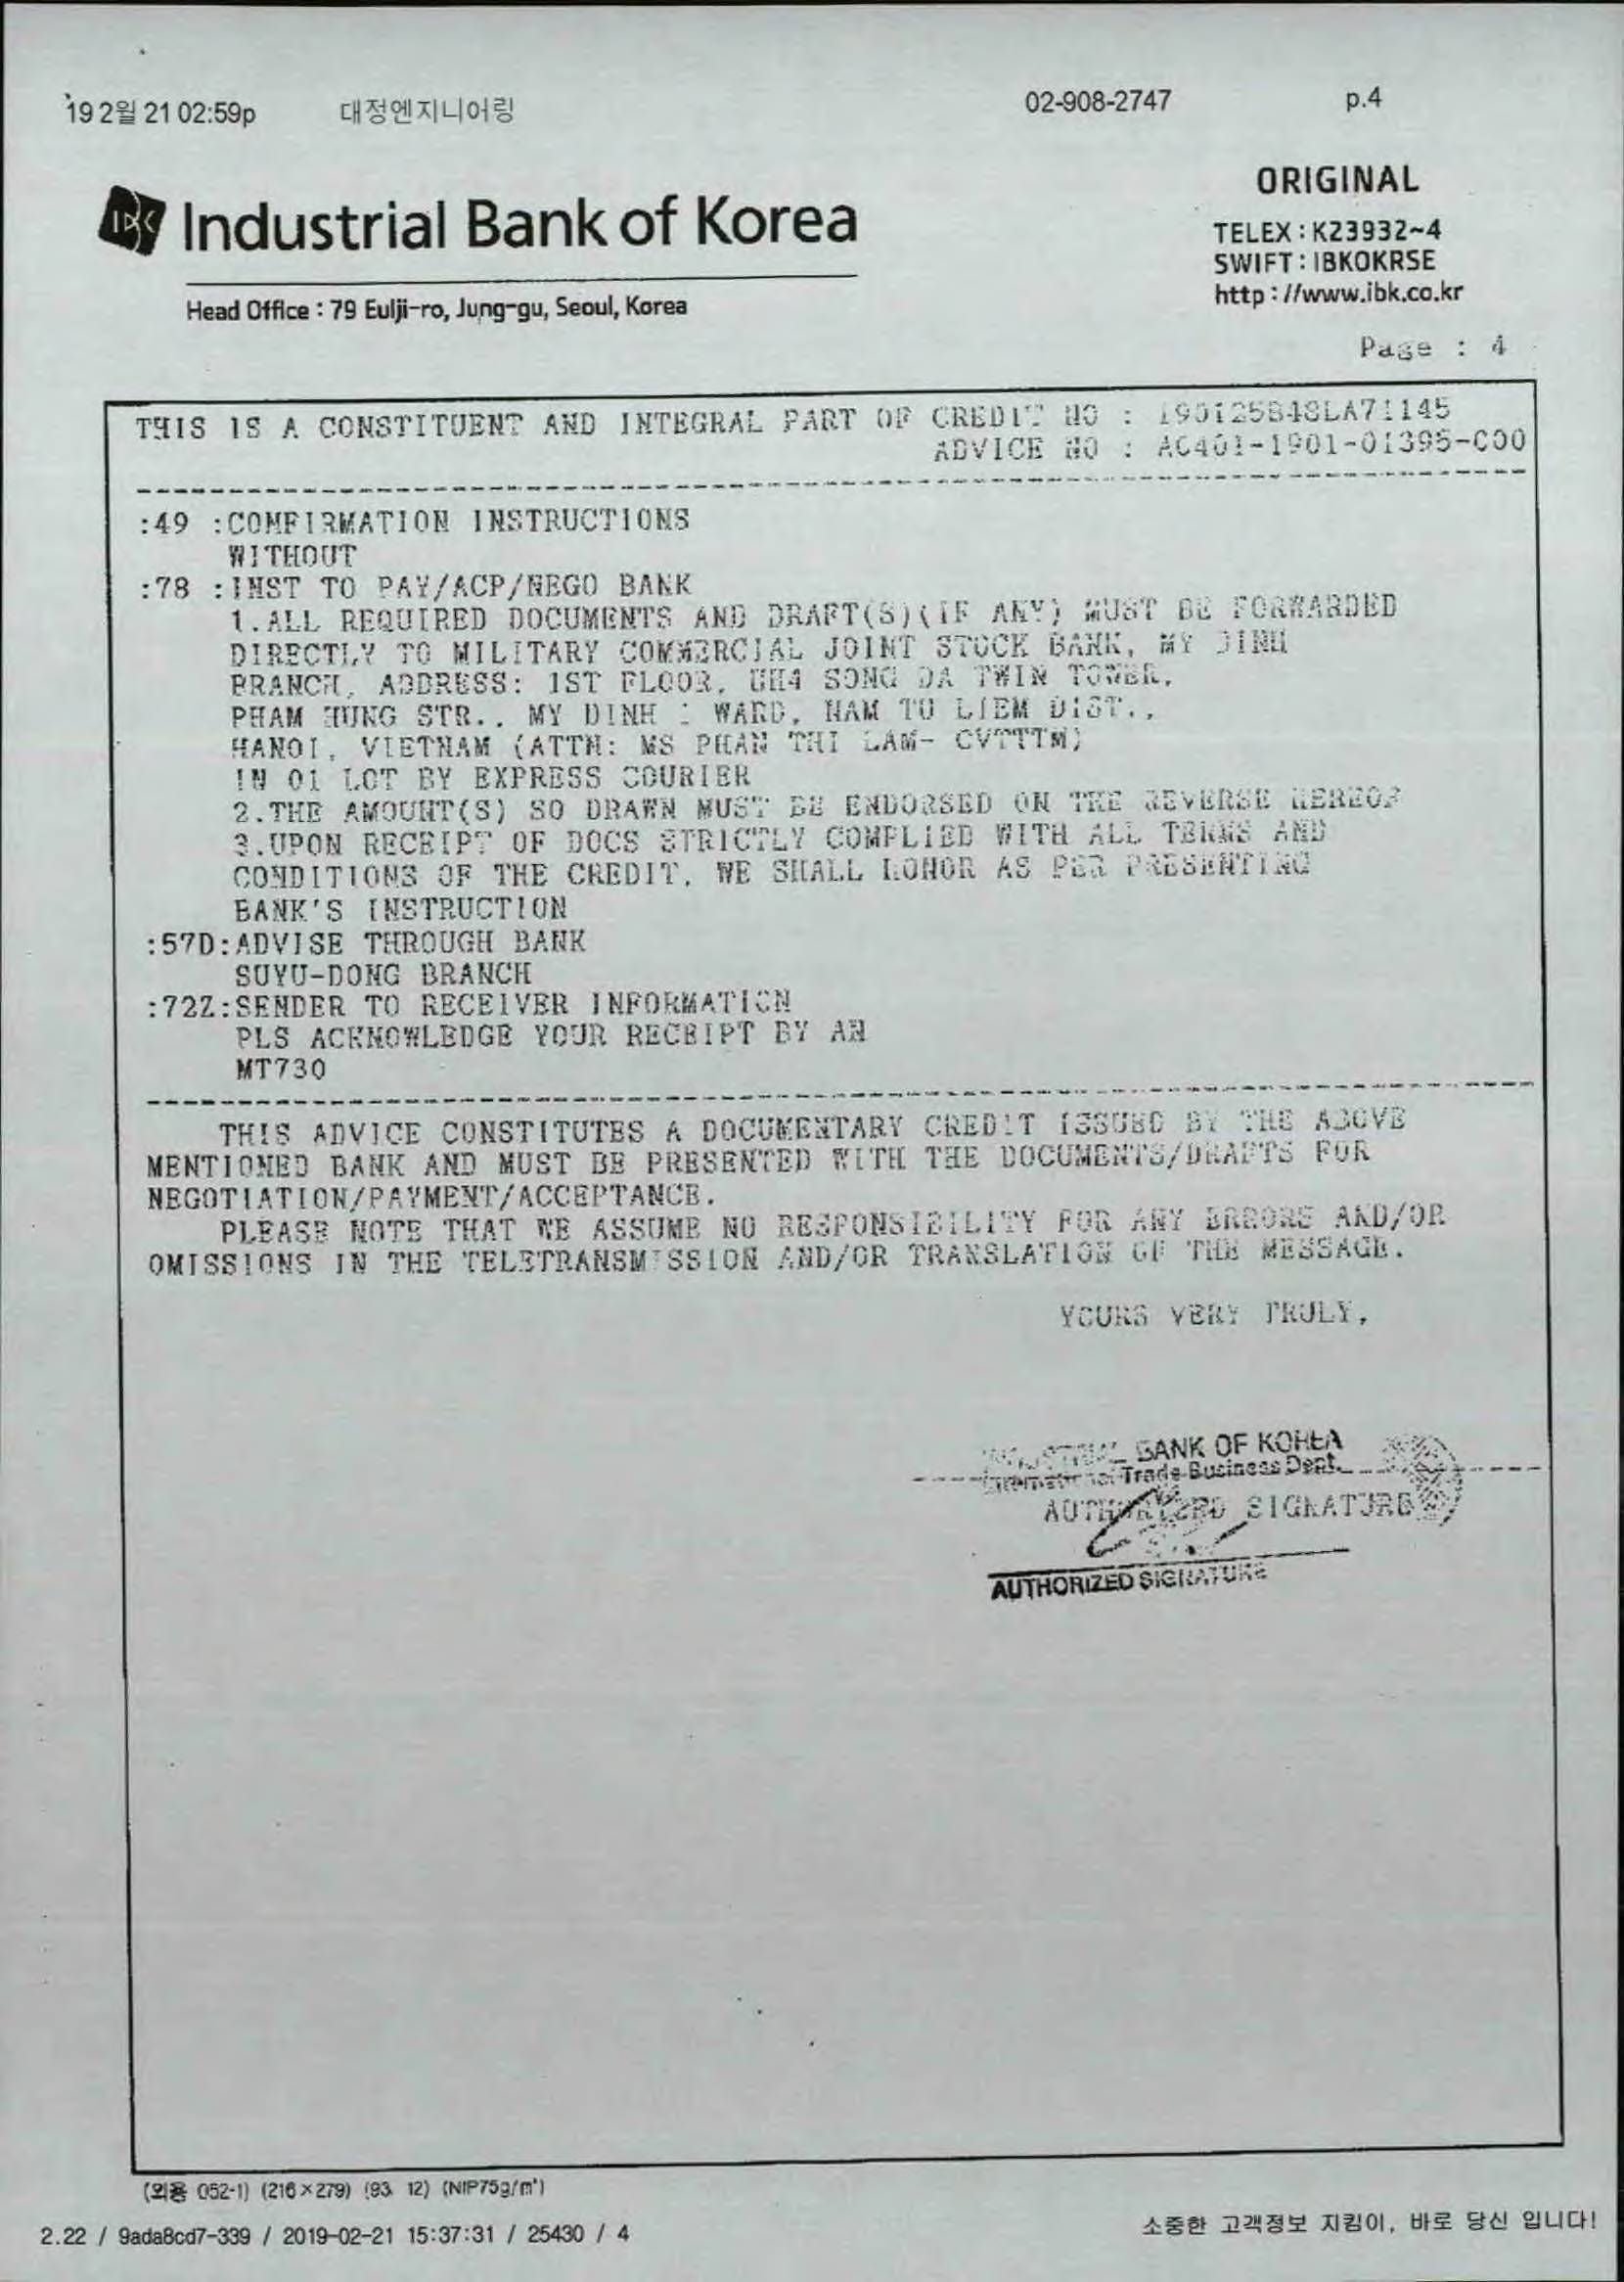 '19 2월 21 02:59p 대정엔지니어링 02-908-2747 p.4
ORIGINAL
IBK Industrial Bank of Korea
TELEX : K23932~4
SWIFT : IBKOKRSE
http : //www.ibk.co.kr
Head Office : 79 Eulji-ro, Jung-gu, Seoul, Korea
Page : 4
THIS IS A CONSTITUENT AND INTEGRAL PART OF CREDIT NO :
ADVICE NO : A0401-1901-01395-C00
:49 :CONFIRMATION INSTRUCTIONS
WITHOUT
:78 :INST TO PAY/ACP/NEGO BANK
1.ALL REQUIRED DOCUMENTS AND DRAFT(S)(IF ANY) MUST BE FORWARDED
DIRECTLY TO MILITARY COMMERCIAL JOINT STOCK BANK, MY DINH
BRANCH, ADDRESS: 1ST FLOOR, SONG DA TWIN TOWER,
PHAM HUNG STR., MY DINH WARD, NAM TU LIEM DIST.,
HANOI, VIETNAM (ATTN: MS PHAN THI LAM- CVTTTM)
IN 01 LOT BY EXPRESS COURIER
2.THE AMOUNT(S) SO DRAWN MUST BE ENDORSED ON THE REVERSE HEREOF
3.UPON RECEIPT OF DOCS STRICTLY COMPLIED WITH ALL TERMS AND
CONDITIONS OF THE CREDIT, WE SHALL HONOR AS PER PRESENTING
BANK'S INSTRUCTION
:57D:ADVISE THROUGH BANK
SUYU-DONG BRANCH
:72Z:SENDER TO RECEIVER INFORMATION
PLS ACKNOWLEDGE YOUR RECEIPT BY AN
MT730
THIS ADVICE CONSTITUTES A DOCUMENTARY CREDIT ISSUED BY THE ABOVE
MENTIONED BANK AND MUST BE PRESENTED WITH THE DOCUMENTS/DRAFTS FOR
NEGOTIATION/PAYMENT/ACCEPTANCE.
PLEASE NOTE THAT WE ASSUME NO RESPONSIBILITY FOR ANY ERRORS AND/OR
OMISSIONS IN THE TELETRANSMISSION AND/OR TRANSLATION OF THE MESSAGE.
YOURS VERY TRULY,
INDUSTRIAL BANK OF KOREA
International Trade Business Dept.
AUTHORIZED SIGNATURE
AUTHORIZED SIGNATURE
(외용 052-1) (216×279) (93. 12) (NIP75g/m²)
2.22 / 9ada8cd7-339 / 2019-02-21 15:37:31 / 25430 / 4
소중한 고객정보 지킴이, 바로 당신 입니다!